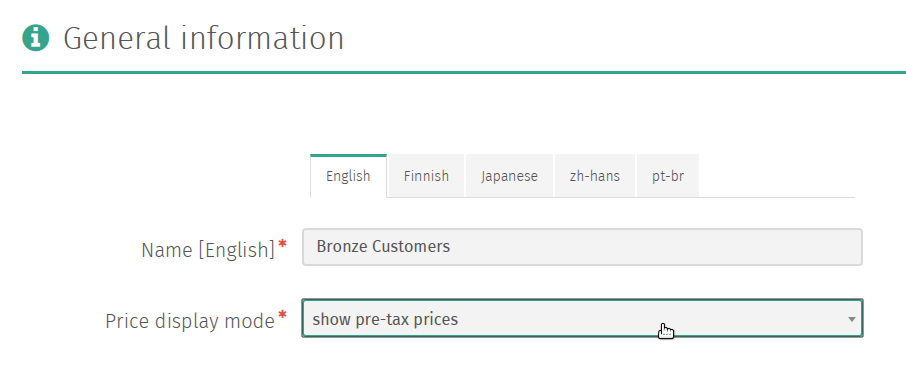 General information
English Finnish Japanese zh-hans pt-br
Name [English]*
Bronze Customers
Price display mode*
show pre-tax prices